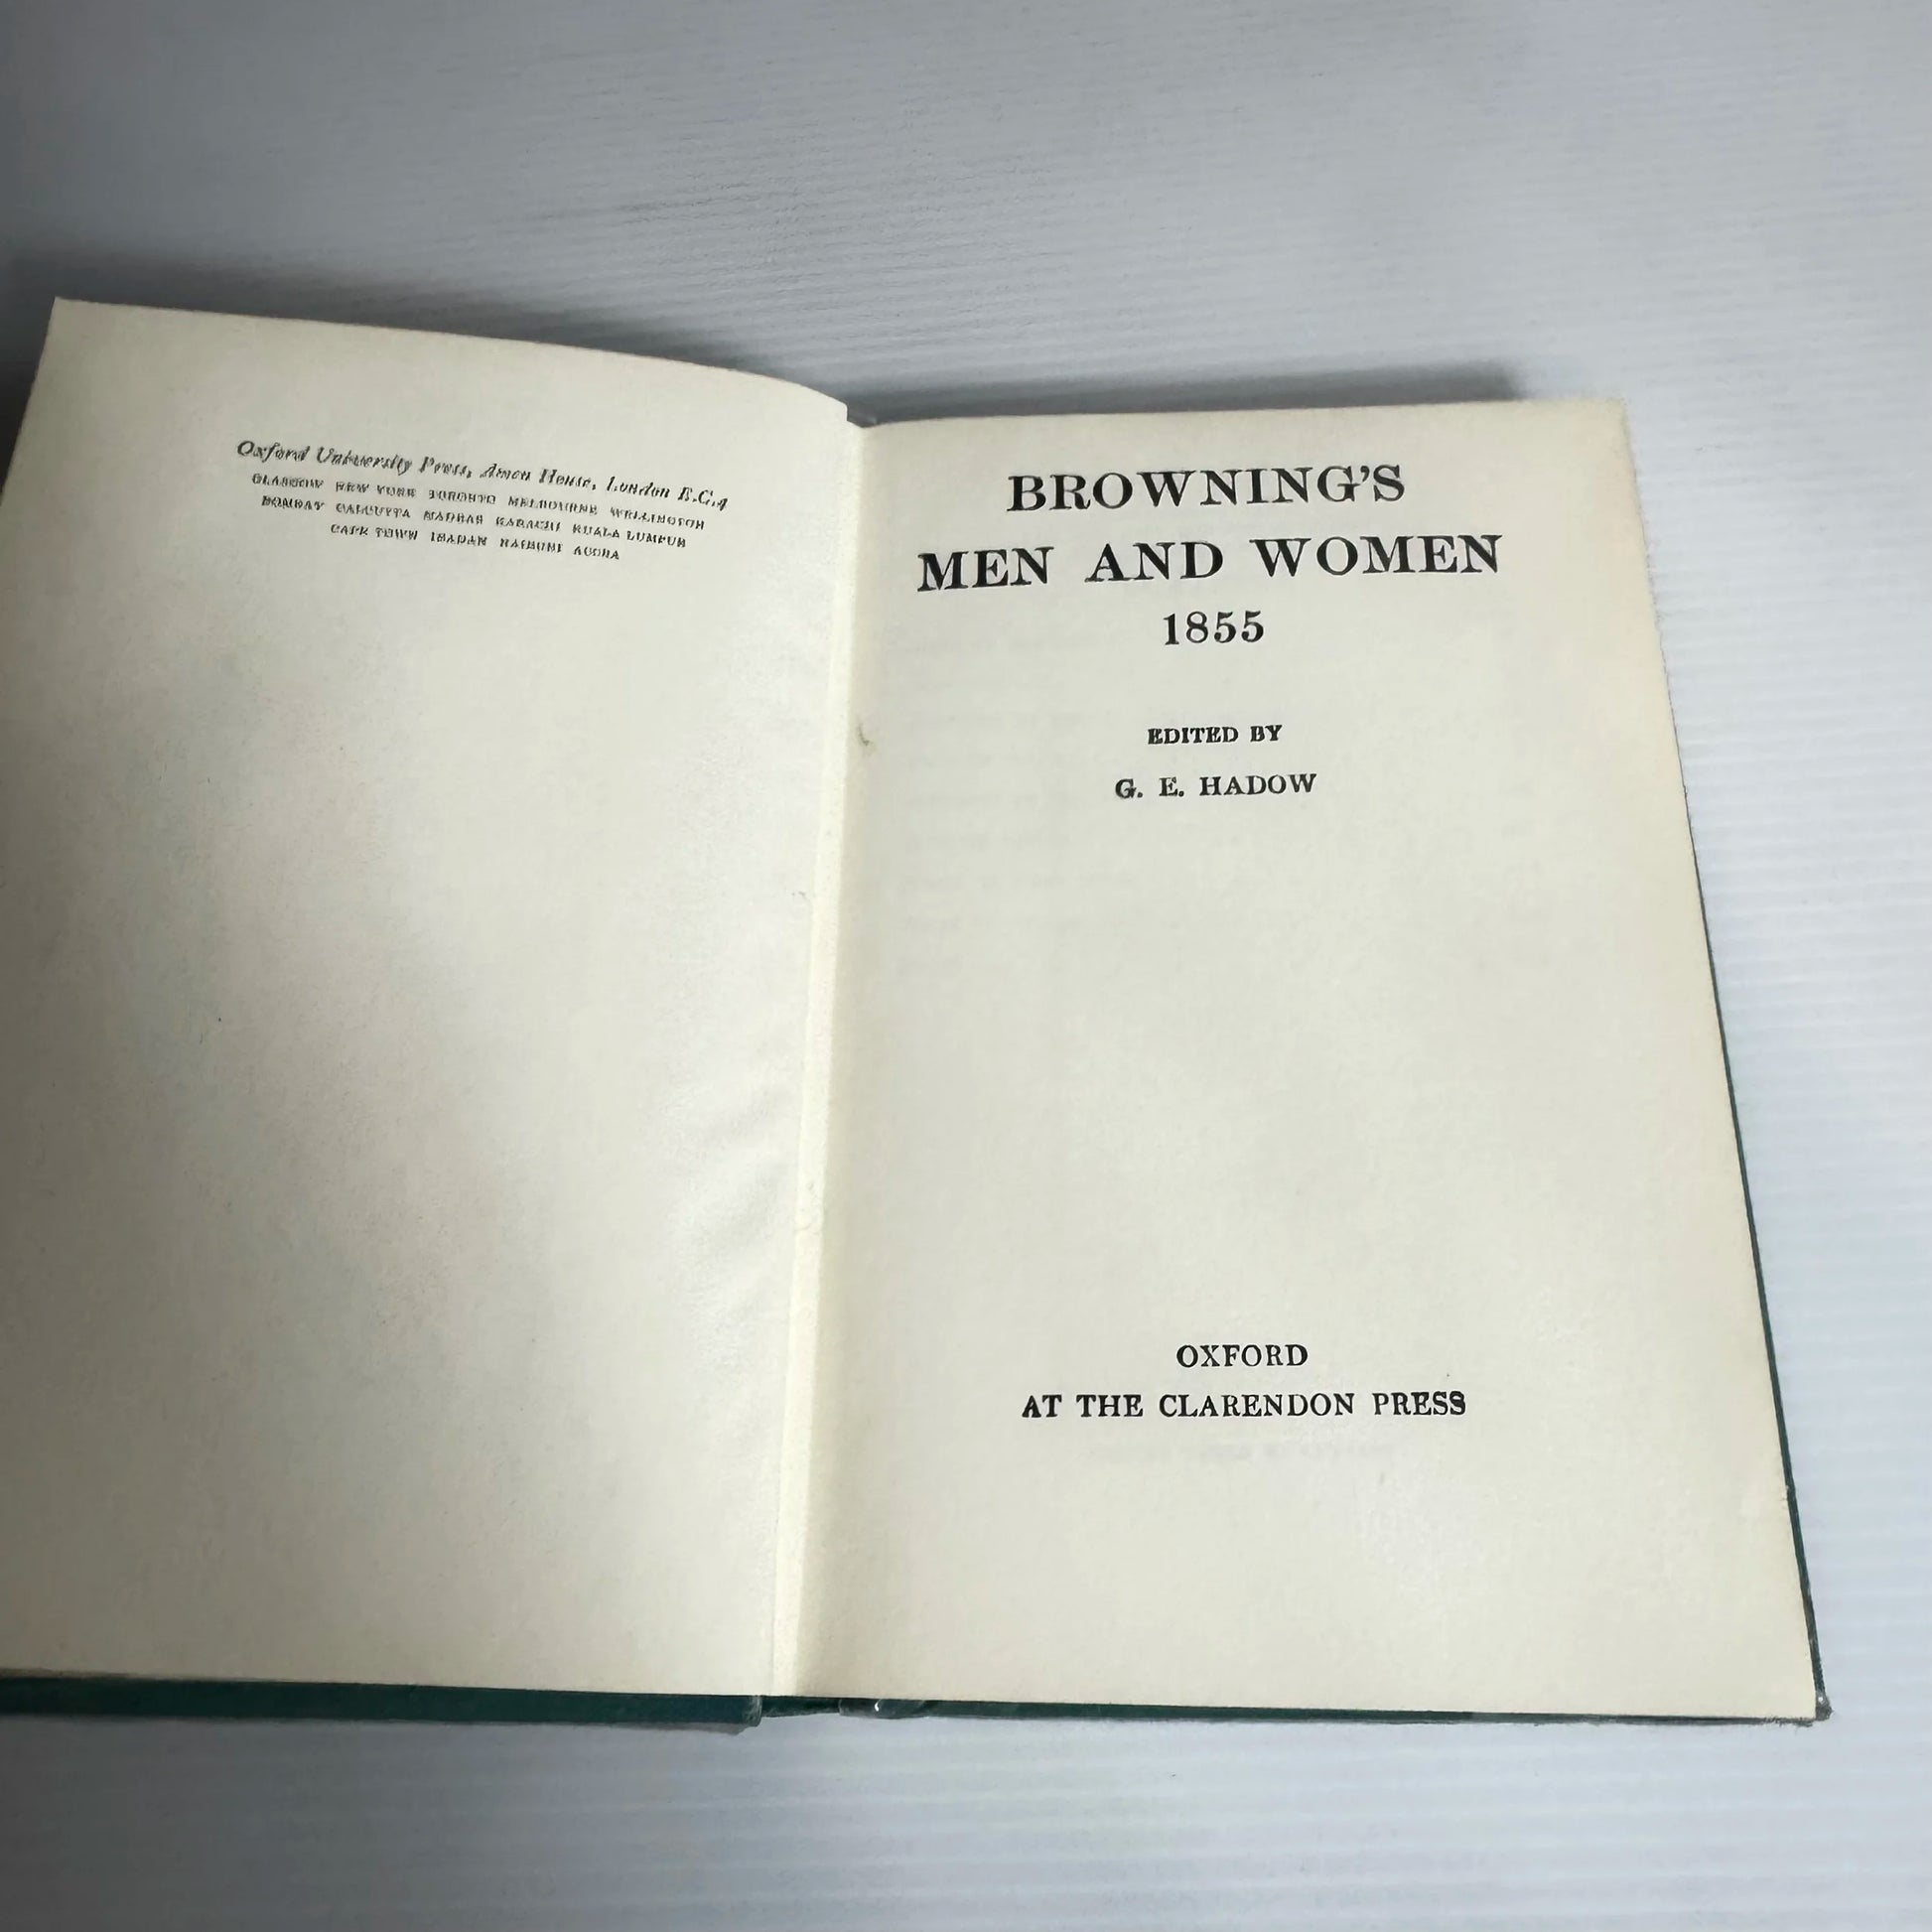 Oxford University Press, Amen House, London E.C.4
GLASGOW NEW YORK TORONTO MELBOURNE WELLINGTON
BOMBAY CALCUTTA MADRAS KARACHI KUALA LUMPUR
CAPE TOWN IBADAN NAIROBI ACCRA
BROWNING'S
MEN AND WOMEN
1855
EDITED BY
G. E. HADOW
OXFORD
AT THE CLARENDON PRESS